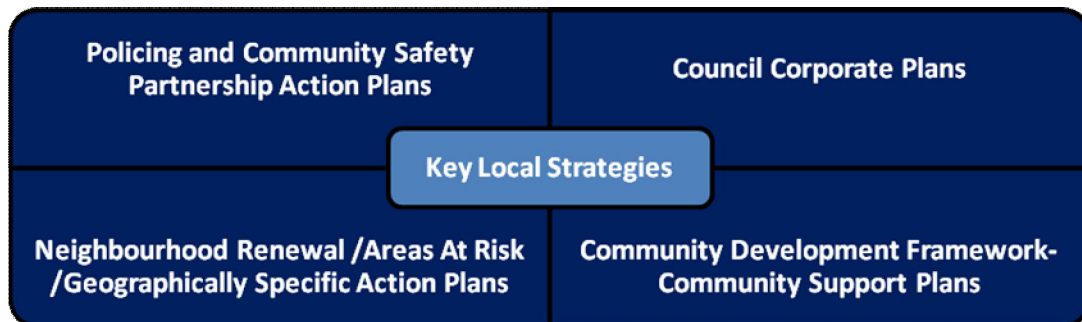 Policing and Community Safety
Partnership Action Plans
Council Corporate Plans
Key Local Strategies
Neighbourhood Renewal /Areas At Risk
/Geographically Specific Action Plans
Community Development Framework-
Community Support Plans